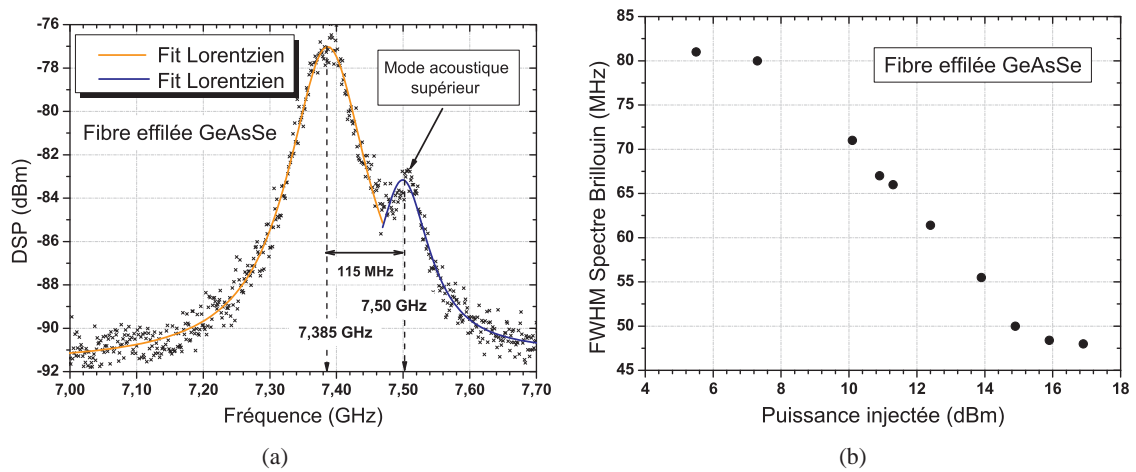 -76
-78
-80
-82
-84
-86
-88
-90
-92
DSP (dBm)
Fit Lorentzien
Fit Lorentzien
Fibre effilée GeAsSe
Mode acoustique
supérieur
115 MHz
7,50 GHz
7,385 GHz
7,00 7,10 7,20 7,30 7,40 7,50 7,60 7,70
Fréquence (GHz)
(a)
85
80
75
70
65
60
55
50
45
FWHM Spectre Brillouin (MHz)
Fibre effilée GeAsSe
4 6 8 10 12 14 16 18
Puissance injectée (dBm)
(b)